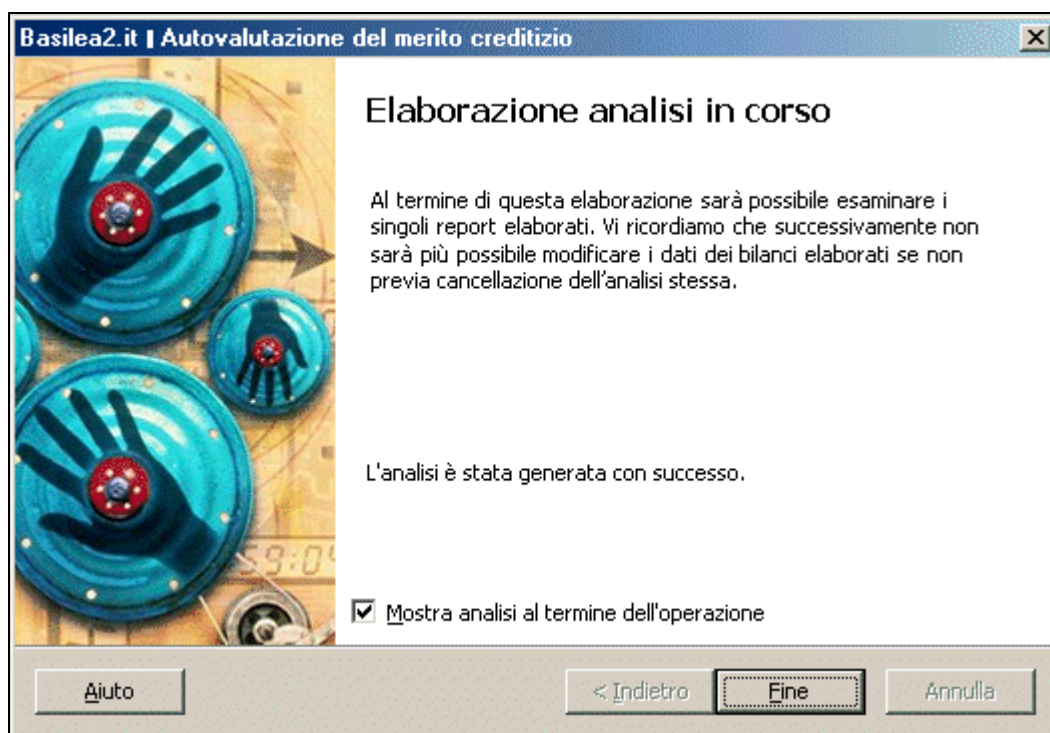 Basilea2.it | Autovalutazione del merito creditizio
Elaborazione analisi in corso
Al termine di questa elaborazione sarà possibile esaminare i
singoli report elaborati. Vi ricordiamo che successivamente non
sarà più possibile modificare i dati dei bilanci elaborati se non
previa cancellazione dell'analisi stessa.
L'analisi è stata generata con successo.
59:04
Mostra analisi al termine dell'operazione
Aiuto
< Indietro
Fine
Annulla